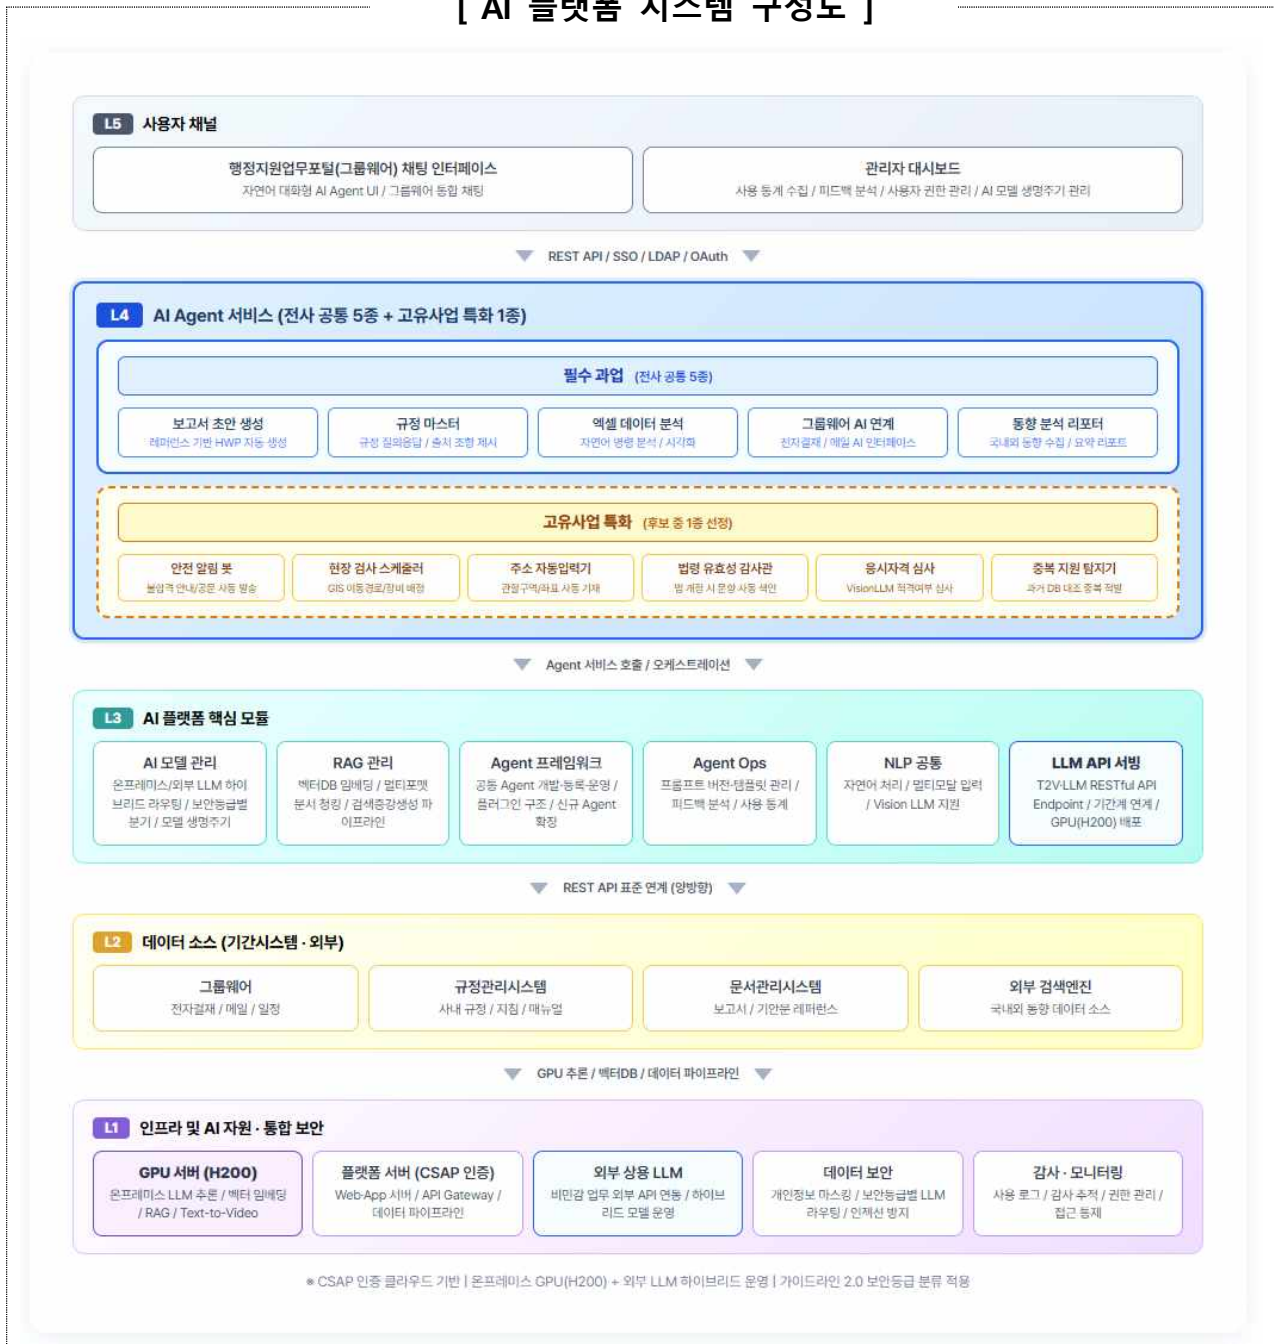 [ AI 플랫폼 시스템 구성도 ]
L5 사용자 채널
행정지원업무포털(그룹웨어) 채팅 인터페이스
자연어 대화형 AI Agent UI / 그룹웨어 통합 채팅
관리자 대시보드
사용 통계 수집 / 피드백 분석 / 사용자 권한 관리 / AI 모델 생명주기 관리
REST API / SSO / LDAP / OAuth
L4 AI Agent 서비스 (전사 공통 5종 + 고유사업 특화 1종)
필수 과업 (전사 공통 5종)
보고서 초안 생성
레퍼런스 기반 HWP 자동 생성
규정 마스터
규정 질의응답 / 출처 조항 제시
엑셀 데이터 분석
자연어 명령 분석 / 시각화
그룹웨어 AI 연계
전자결재 / 메일 AI 인터페이스
동향 분석 리포터
국내외 동향 수집 / 요약 리포트
고유사업 특화 (후보 중 1종 선정)
안전 알림 봇
불합격 안내/공문 자동 발송
현장 검사 스케줄러
GIS 이동경로/장비 배정
주소 자동입력기
관할구역/좌표 자동 기재
법령 유효성 감사관
법 개정 시 문항 자동 색인
응시자격 심사
VisionLLM 적격여부 심사
중복 지원 탐지기
과거 DB 대조 중복 적발
Agent 서비스 호출 / 오케스트레이션
L3 AI 플랫폼 핵심 모듈
AI 모델 관리
온프레미스/외부 LLM 하이
브리드 라우팅 / 보안등급별
분기 / 모델 생명주기
RAG 관리
벡터DB 임베딩 / 멀티포맷
문서 청킹 / 검색증강생성 파
이프라인
Agent 프레임워크
공통 Agent 개발·등록·운영 /
플러그인 구조 / 신규 Agent
확장
Agent Ops
프롬프트 버전·템플릿 관리 /
피드백 분석 / 사용 통계
NLP 공통
자연어 처리 / 멀티모달 입력
/ Vision LLM 지원
LLM API 서빙
T2V·LLM RESTful API
Endpoint / 기간계 연계 /
GPU(H200) 배포
REST API 표준 연계 (양방향)
L2 데이터 소스 (기간시스템 · 외부)
그룹웨어
전자결재 / 메일 / 일정
규정관리시스템
사내 규정 / 지침 / 매뉴얼
문서관리시스템
보고서 / 기안문 레퍼런스
외부 검색엔진
국내외 동향 데이터 소스
GPU 추론 / 벡터DB / 데이터 파이프라인
L1 인프라 및 AI 자원 · 통합 보안
GPU 서버 (H200)
온프레미스 LLM 추론 / 벡터 임베딩
/ RAG / Text-to-Video
플랫폼 서버 (CSAP 인증)
Web·App 서버 / API Gateway /
데이터 파이프라인
외부 상용 LLM
비민감 업무 외부 API 연동 / 하이브
리드 모델 운영
데이터 보안
개인정보 마스킹 / 보안등급별 LLM
라우팅 / 인젝션 방지
감사 · 모니터링
사용 로그 / 감사 추적 / 권한 관리 /
접근 통제
※ CSAP 인증 클라우드 기반 | 온프레미스 GPU(H200) + 외부 LLM 하이브리드 운영 | 가이드라인 2.0 보안등급 분류 적용